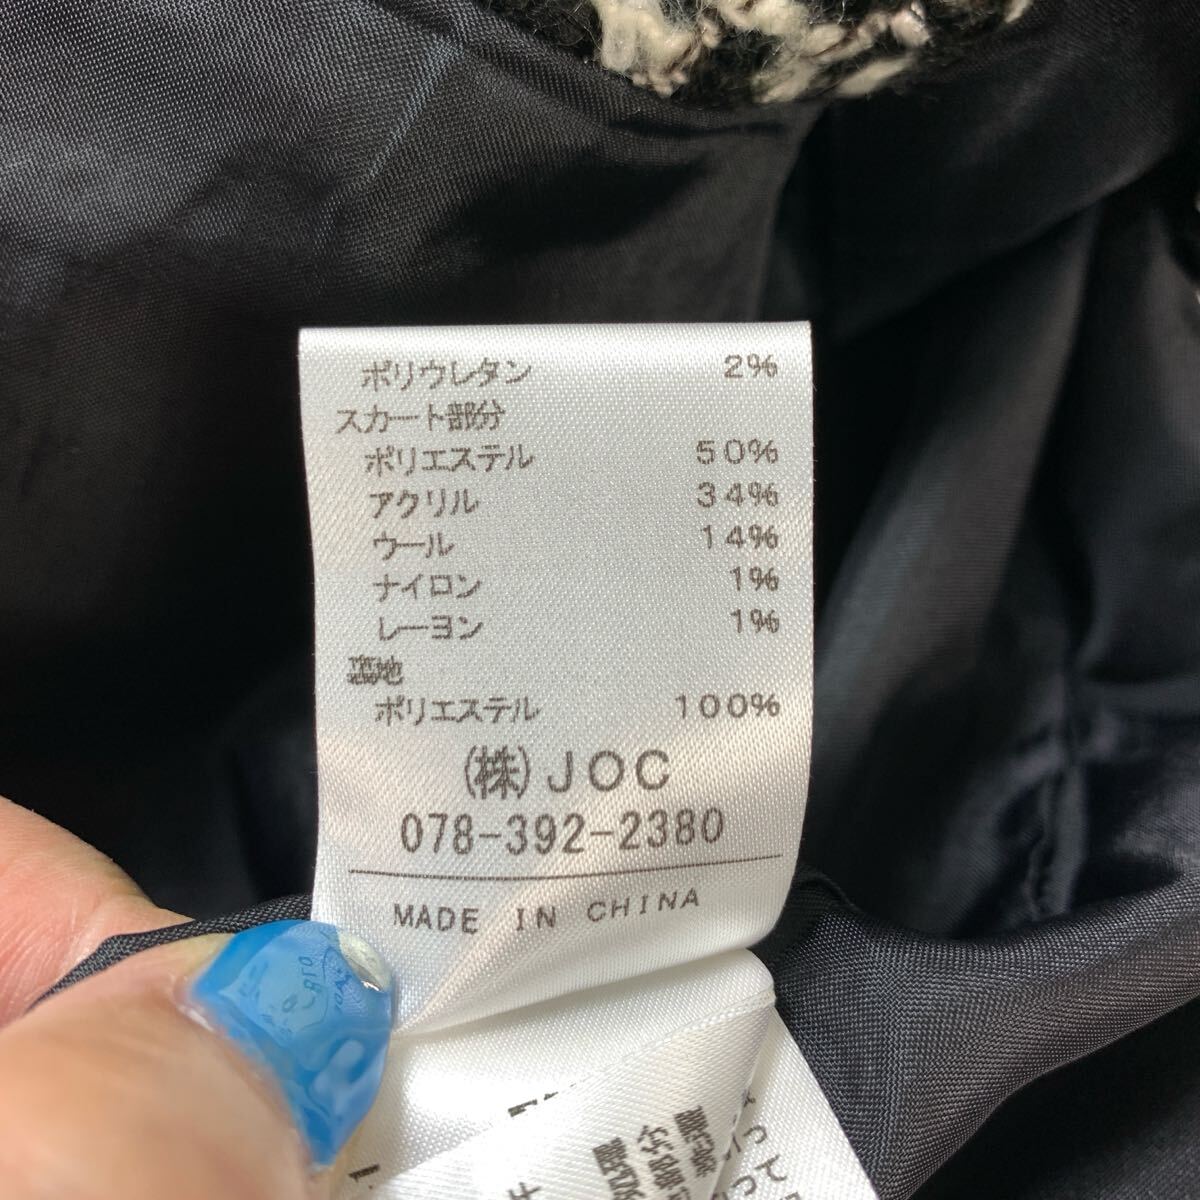 ポリウレタン 2%
スカート部分
ポリエステル 50%
アクリル 34%
ウール 14%
ナイロン 1%
レーヨン 1%
裏地
ポリエステル 100%
(株)JOC
078-392-2380
MADE IN CHINA